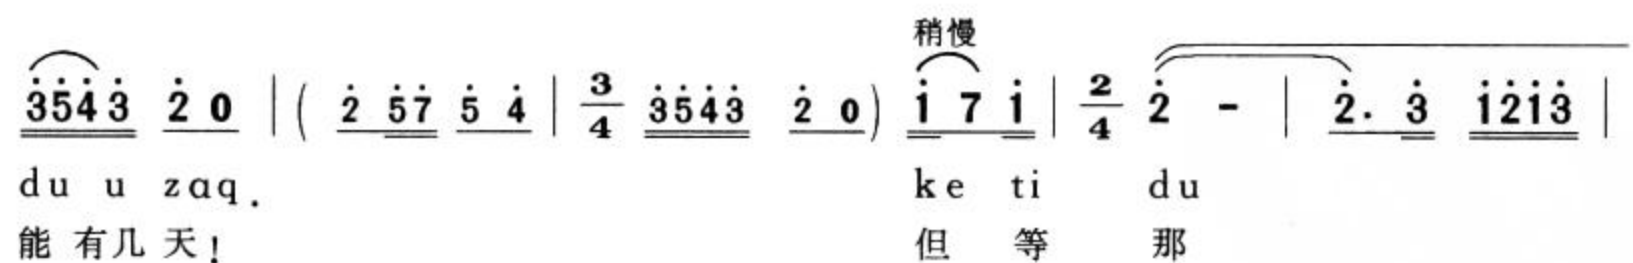 稍慢
3543 2 0 | ( 2 57 5 4 | 3/4 3543 2 0 ) 1 7 1 | 2/4 2 - | 2. 3 1213 |
du u zaq. ke ti du
能 有几 天! 但 等 那